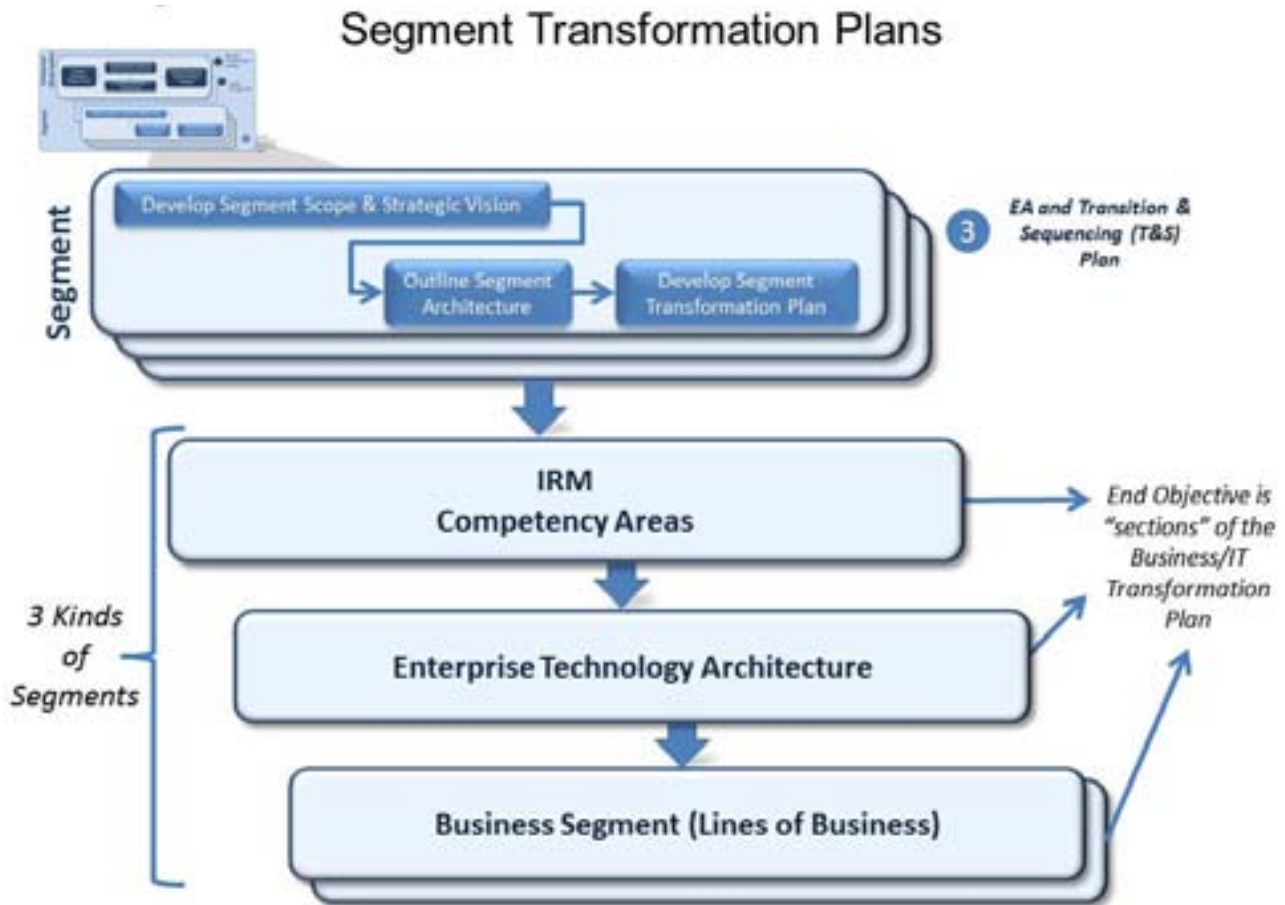 Segment Transformation Plans
Segment
Develop Segment Scope & Strategic Vision
Outline Segment
Architecture
Develop Segment
Transformation Plan
3
EA and Transition &
Sequencing (T&S)
Plan
IRM
Competency Areas
Enterprise Technology Architecture
Business Segment (Lines of Business)
3 Kinds
of
Segments
End Objective is
"sections" of the
Business/IT
Transformation
Plan